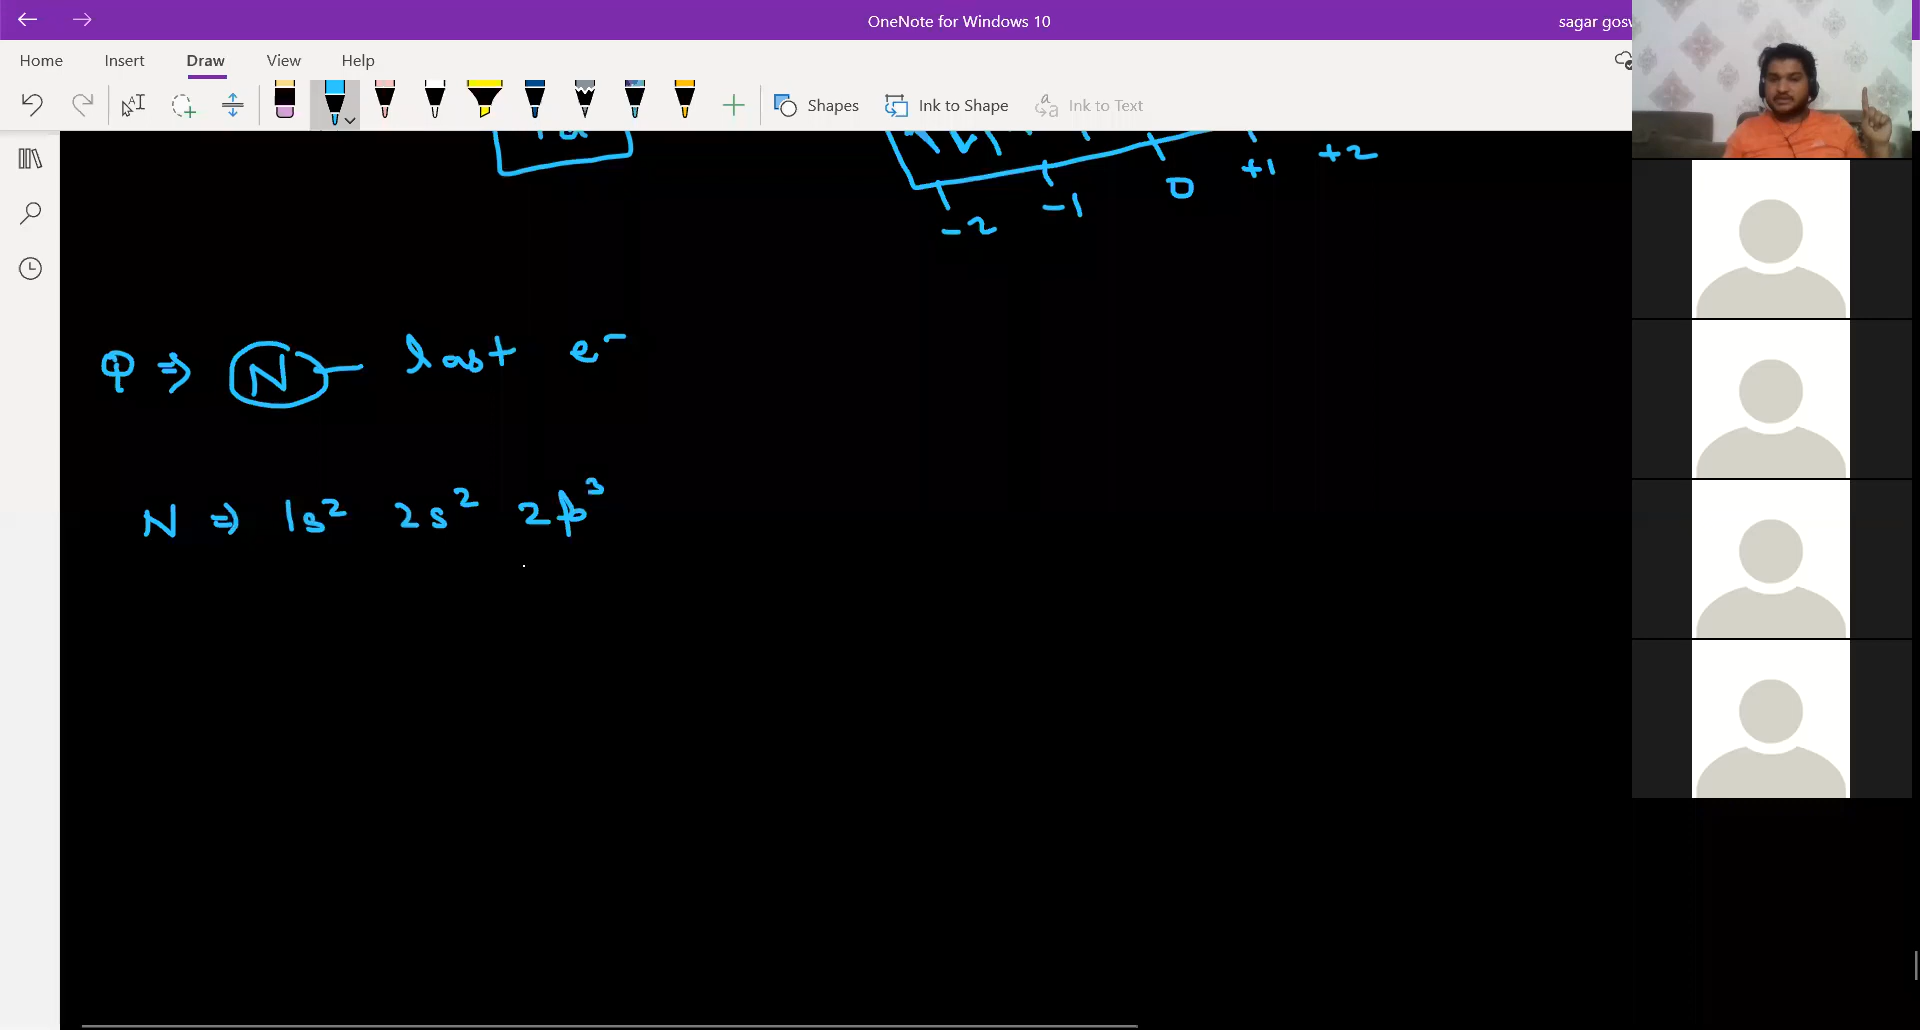 OneNote for Windows 10
sagar gosw
Home Insert Draw View Help
Shapes Ink to Shape Ink to Text
-2 -1 0 +1 +2
Q ⇒ N — last e⁻
N ⇒ 1s² 2s² 2p³